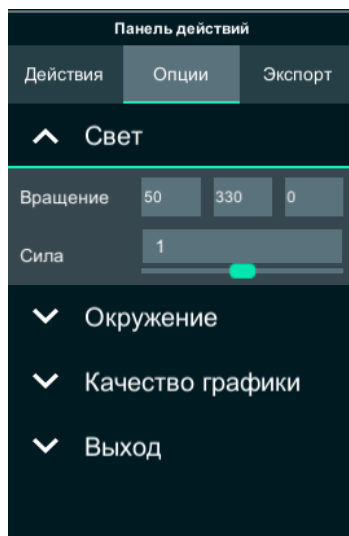 Панель действий
Действия Опции Экспорт
Свет
Вращение 50 330 0
Сила 1
Окружение
Качество графики
Выход